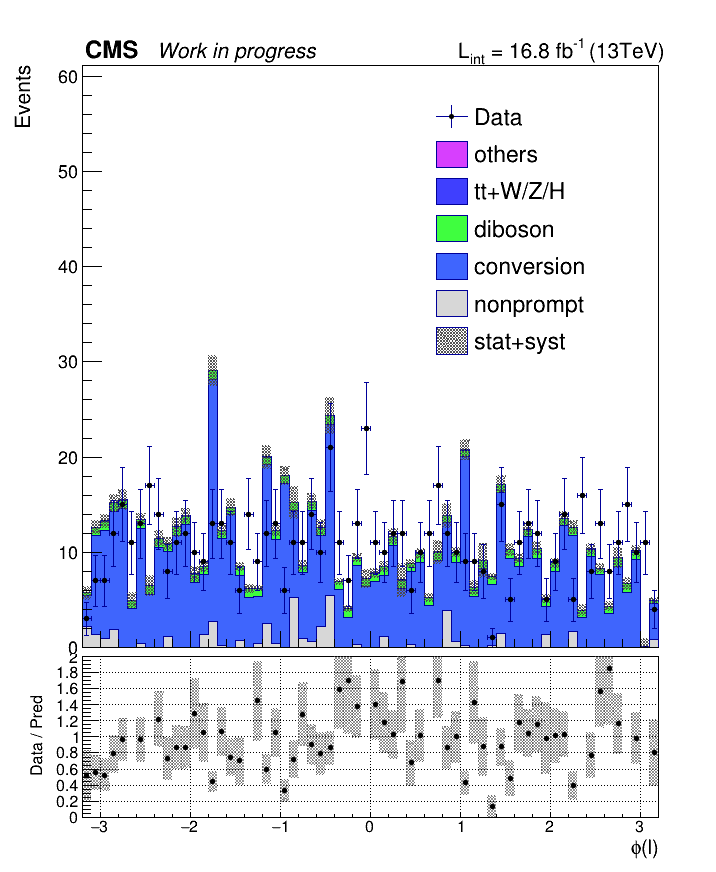 CMS Work in progress L_int = 16.8 fb^-1 (13TeV)
Events
60
50
40
30
20
10
0
Data
others
tt+W/Z/H
diboson
conversion
nonprompt
stat+syst
Data / Pred
2
1.8
1.6
1.4
1.2
1
0.8
0.6
0.4
0.2
0
−3 −2 −1 0 1 2 3
ϕ(l)